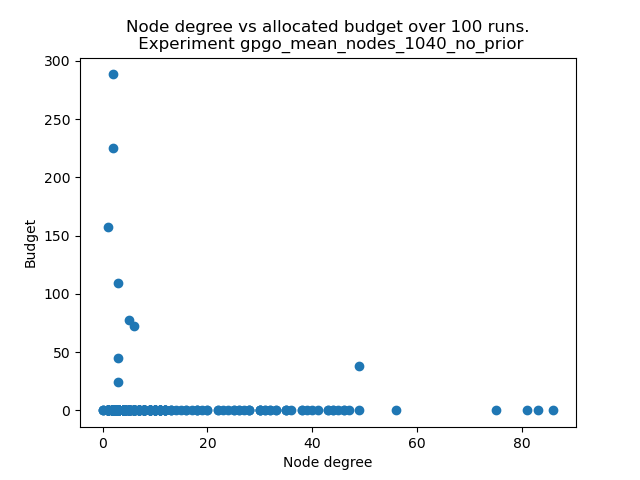 Node degree vs allocated budget over 100 runs.
Experiment gpgo_mean_nodes_1040_no_prior
300
250
200
150
100
50
0
Budget
0 20 40 60 80
Node degree